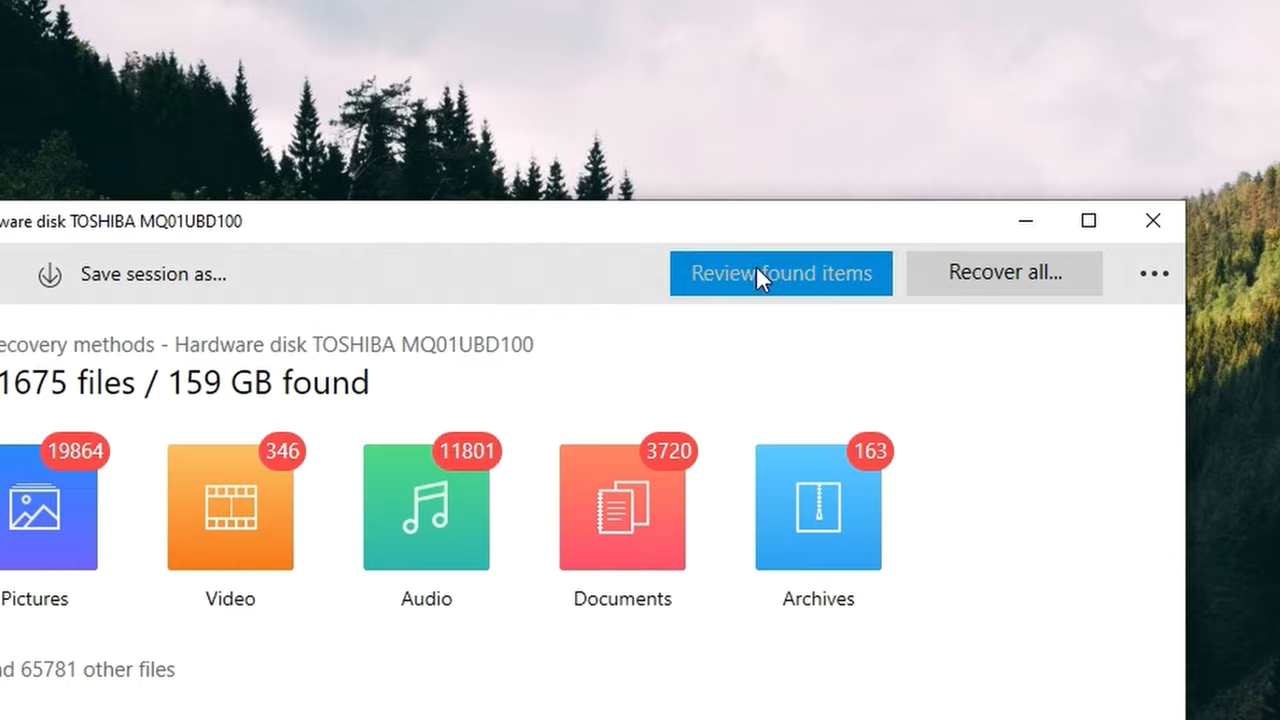 ware disk TOSHIBA MQ01UBD100
Save session as...
Review found items
Recover all...
ecovery methods - Hardware disk TOSHIBA MQ01UBD100
1675 files / 159 GB found
19864
346
11801
3720
163
Pictures
Video
Audio
Documents
Archives
nd 65781 other files